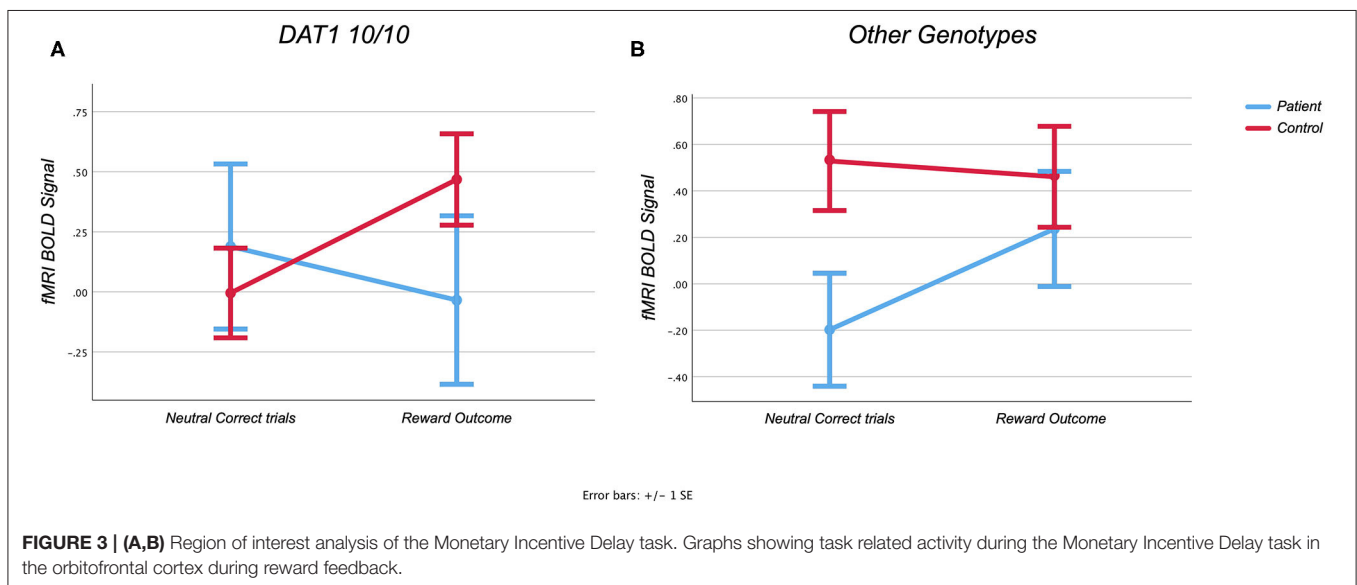 DAT1 10/10
Other Genotypes
A
B
fMRI BOLD Signal
.75
.50
.25
.00
-.25
Neutral Correct trials
Reward Outcome
fMRI BOLD Signal
.80
.60
.40
.20
.00
-.20
-.40
Neutral Correct trials
Reward Outcome
Patient
Control
Error bars: +/- 1 SE
FIGURE 3 | (A,B) Region of interest analysis of the Monetary Incentive Delay task. Graphs showing task related activity during the Monetary Incentive Delay task in
the orbitofrontal cortex during reward feedback.